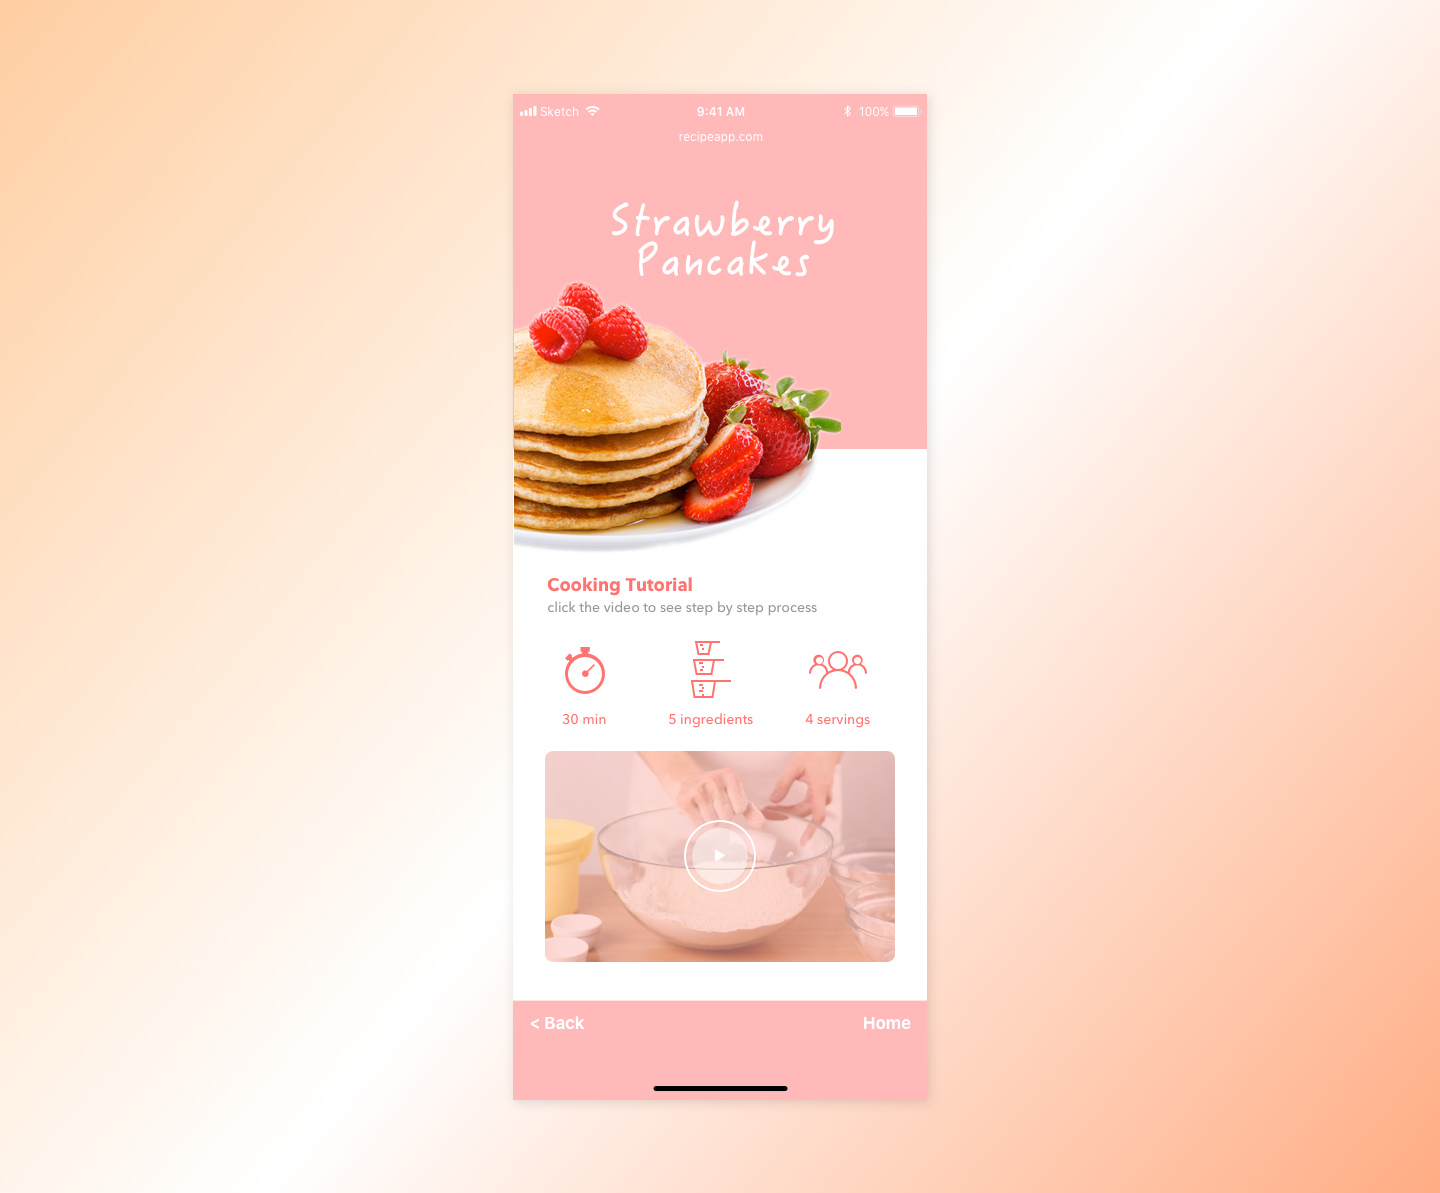 Sketch 9:41 AM 100%
recipeapp.com
Strawberry
Pancakes
Cooking Tutorial
click the video to see step by step process
30 min 5 ingredients 4 servings
< Back Home